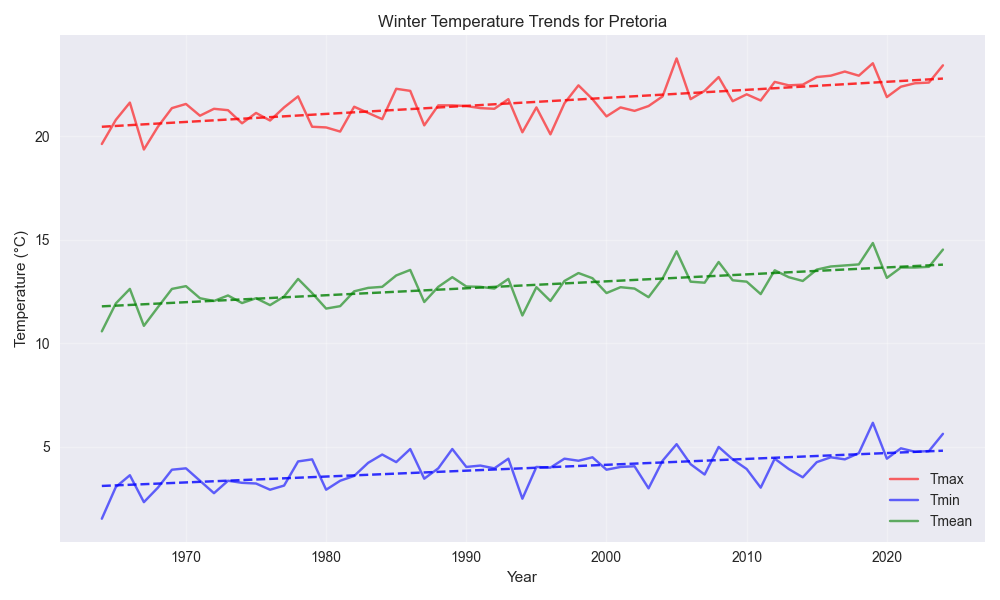 Winter Temperature Trends for Pretoria
Temperature (°C)
20
15
10
5
1970
1980
1990
2000
2010
2020
Year
Tmax
Tmin
Tmean